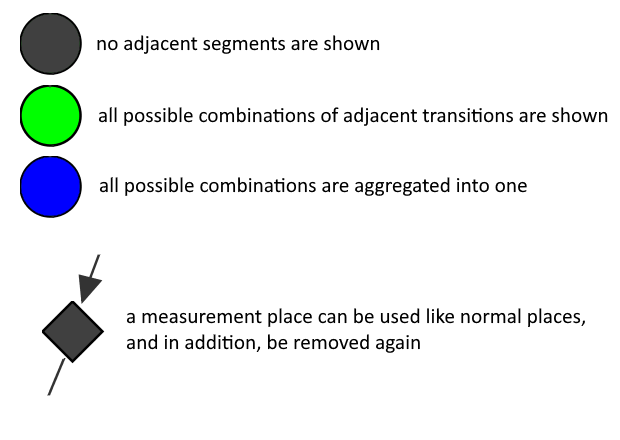 no adjacent segments are shown
all possible combinations of adjacent transitions are shown
all possible combinations are aggregated into one
a measurement place can be used like normal places,
and in addition, be removed again